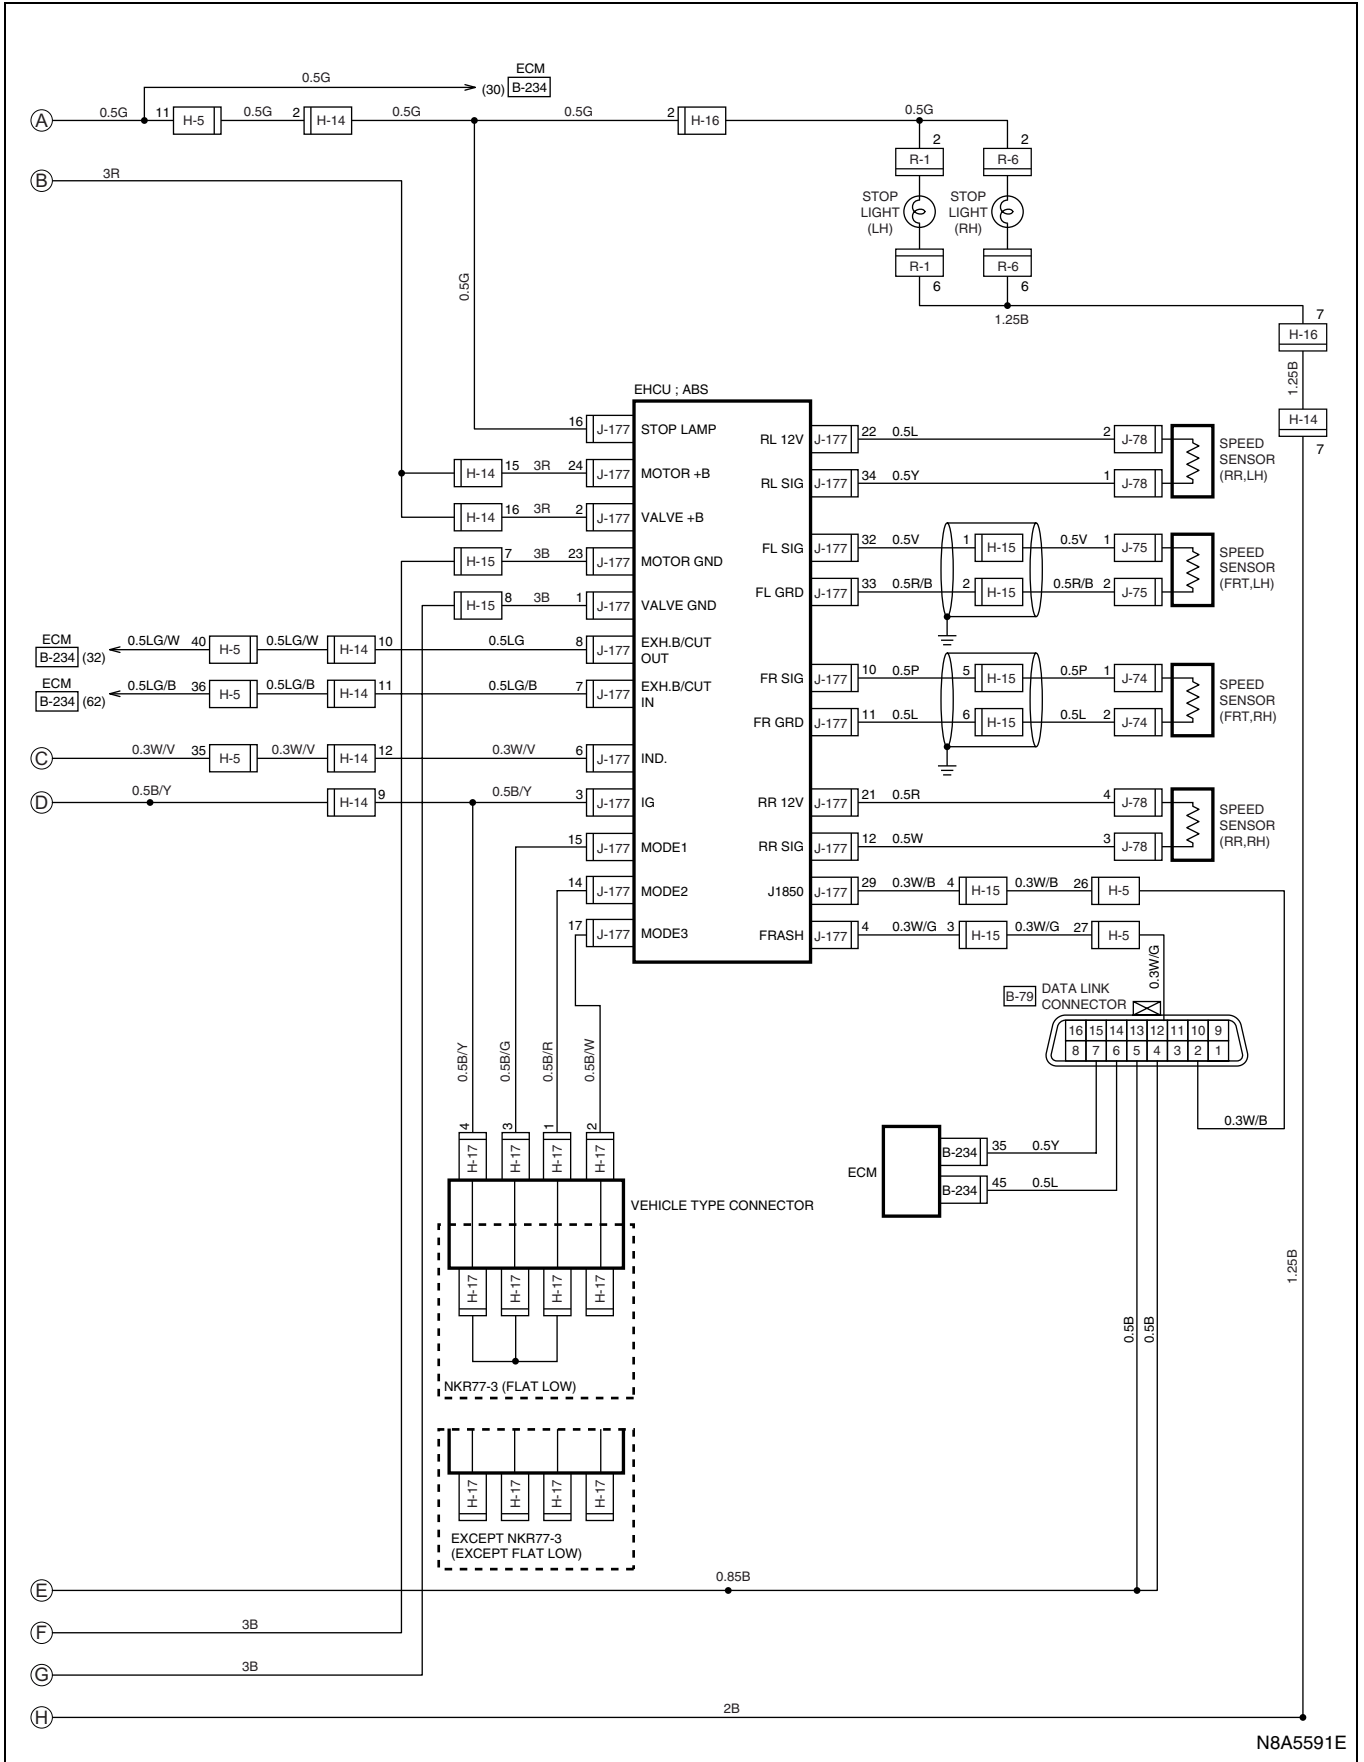 ECM
0.5G
(30) B-234
A 0.5G 11 H-5 0.5G 2 H-14 0.5G 0.5G 2 H-16 0.5G
2 2
R-1 R-6
B 3R
STOP LIGHT (LH)
STOP LIGHT (RH)
R-1 R-6
6 6
1.25B
0.5G
7
H-16
1.25B
H-14
7
EHCU ; ABS
16 J-177 STOP LAMP
H-14 15 3R 24 J-177 MOTOR +B
H-14 16 3R 2 J-177 VALVE +B
H-15 7 3B 23 J-177 MOTOR GND
H-15 8 3B 1 J-177 VALVE GND
ECM
B-234 (32) 0.5LG/W 40 H-5 0.5LG/W H-14 10 0.5LG 8 J-177 EXH.B/CUT OUT
ECM
B-234 (62) 0.5LG/B 36 H-5 0.5LG/B H-14 11 0.5LG/B 7 J-177 EXH.B/CUT IN
C 0.3W/V 35 H-5 0.3W/V H-14 12 0.3W/V 6 J-177 IND.
D 0.5B/Y H-14 9 0.5B/Y 3 J-177 IG
15 J-177 MODE1
14 J-177 MODE2
17 J-177 MODE3
RL 12V J-177 22 0.5L 2 J-78
RL SIG J-177 34 0.5Y 1 J-78
SPEED SENSOR (RR,LH)
FL SIG J-177 32 0.5V 1 H-15 0.5V 1 J-75
FL GRD J-177 33 0.5R/B 2 H-15 0.5R/B 2 J-75
SPEED SENSOR (FRT,LH)
FR SIG J-177 10 0.5P 5 H-15 0.5P 1 J-74
FR GRD J-177 11 0.5L 6 H-15 0.5L 2 J-74
SPEED SENSOR (FRT,RH)
RR 12V J-177 21 0.5R 4 J-78
RR SIG J-177 12 0.5W 3 J-78
SPEED SENSOR (RR,RH)
J1850 J-177 29 0.3W/B 4 H-15 0.3W/B 26 H-5
FRASH J-177 4 0.3W/G 3 H-15 0.3W/G 27 H-5
0.3W/G
B-79 DATA LINK CONNECTOR
16 15 14 13 12 11 10 9
8 7 6 5 4 3 2 1
0.3W/B
0.5B/Y 0.5B/G 0.5B/R 0.5B/W
4 3 1 2
H-17 H-17 H-17 H-17
VEHICLE TYPE CONNECTOR
H-17 H-17 H-17 H-17
NKR77-3 (FLAT LOW)
H-17 H-17 H-17 H-17
EXCEPT NKR77-3
(EXCEPT FLAT LOW)
ECM
B-234 35 0.5Y
B-234 45 0.5L
0.5B 0.5B
1.25B
E 0.85B
F 3B
G 3B
H 2B
N8A5591E